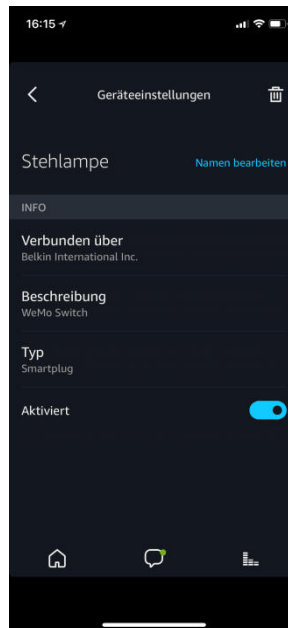 16:15
Geräteeinstellungen
Stehlampe
Namen bearbeiten
INFO
Verbunden über
Belkin International Inc.
Beschreibung
WeMo Switch
Typ
Smartplug
Aktiviert